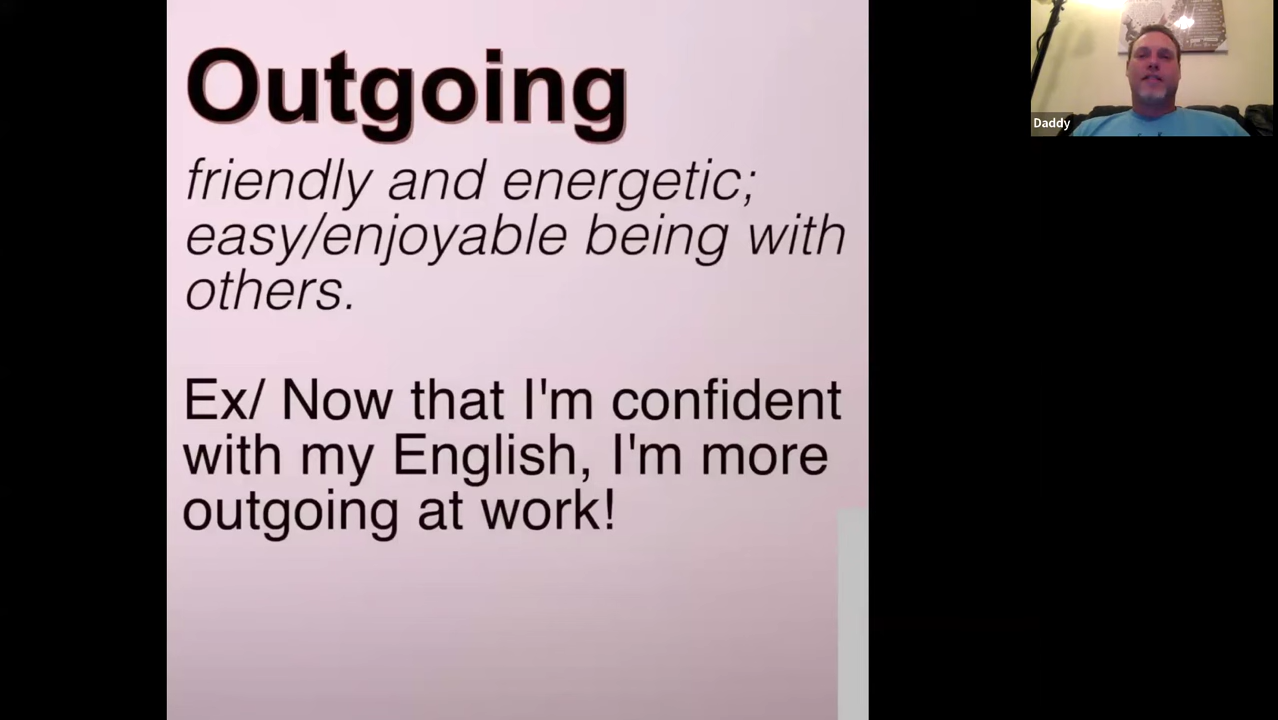 Outgoing
friendly and energetic;
easy/enjoyable being with
others.
Ex/ Now that I'm confident
with my English, I'm more
outgoing at work!
Daddy